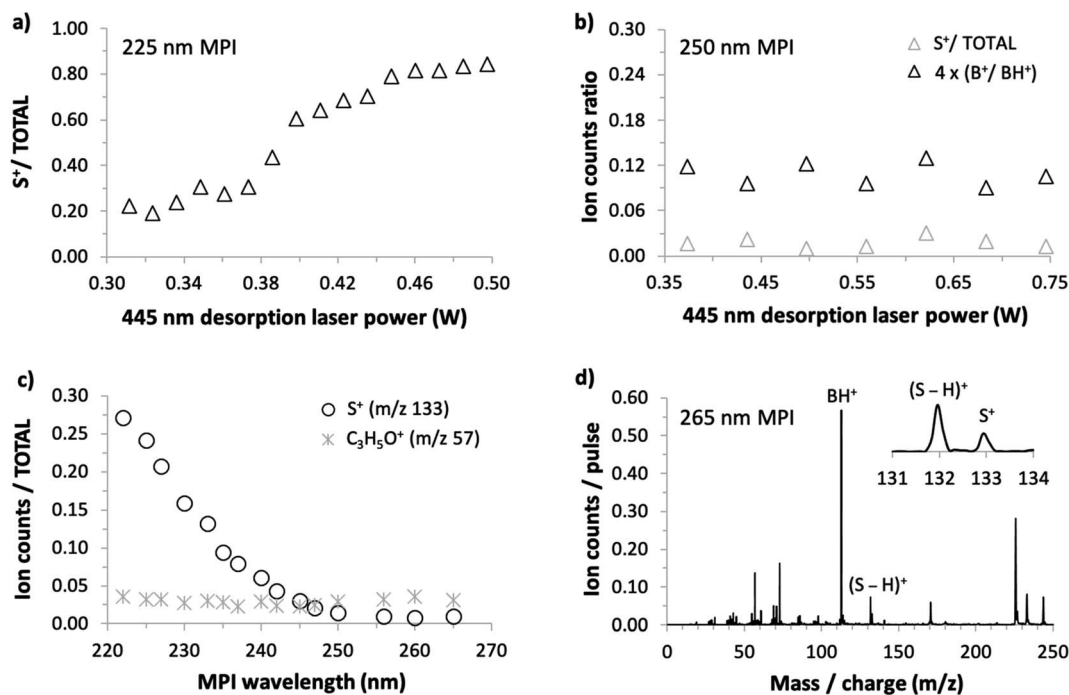 a)
225 nm MPI
S⁺/ TOTAL
1.00
0.80
0.60
0.40
0.20
0.00
0.30 0.34 0.38 0.42 0.46 0.50
445 nm desorption laser power (W)
b)
250 nm MPI
S⁺/ TOTAL
4 x (B⁺/ BH⁺)
Ion counts ratio
0.30
0.24
0.18
0.12
0.06
0.00
0.35 0.45 0.55 0.65 0.75
445 nm desorption laser power (W)
c)
S⁺ (m/z 133)
C₃H₅O⁺ (m/z 57)
Ion counts / TOTAL
0.30
0.25
0.20
0.15
0.10
0.05
0.00
220 230 240 250 260 270
MPI wavelength (nm)
d)
265 nm MPI
BH⁺
(S – H)⁺
S⁺
131 132 133 134
(S – H)⁺
Ion counts / pulse
0.60
0.50
0.40
0.30
0.20
0.10
0.00
0 50 100 150 200 250
Mass / charge (m/z)